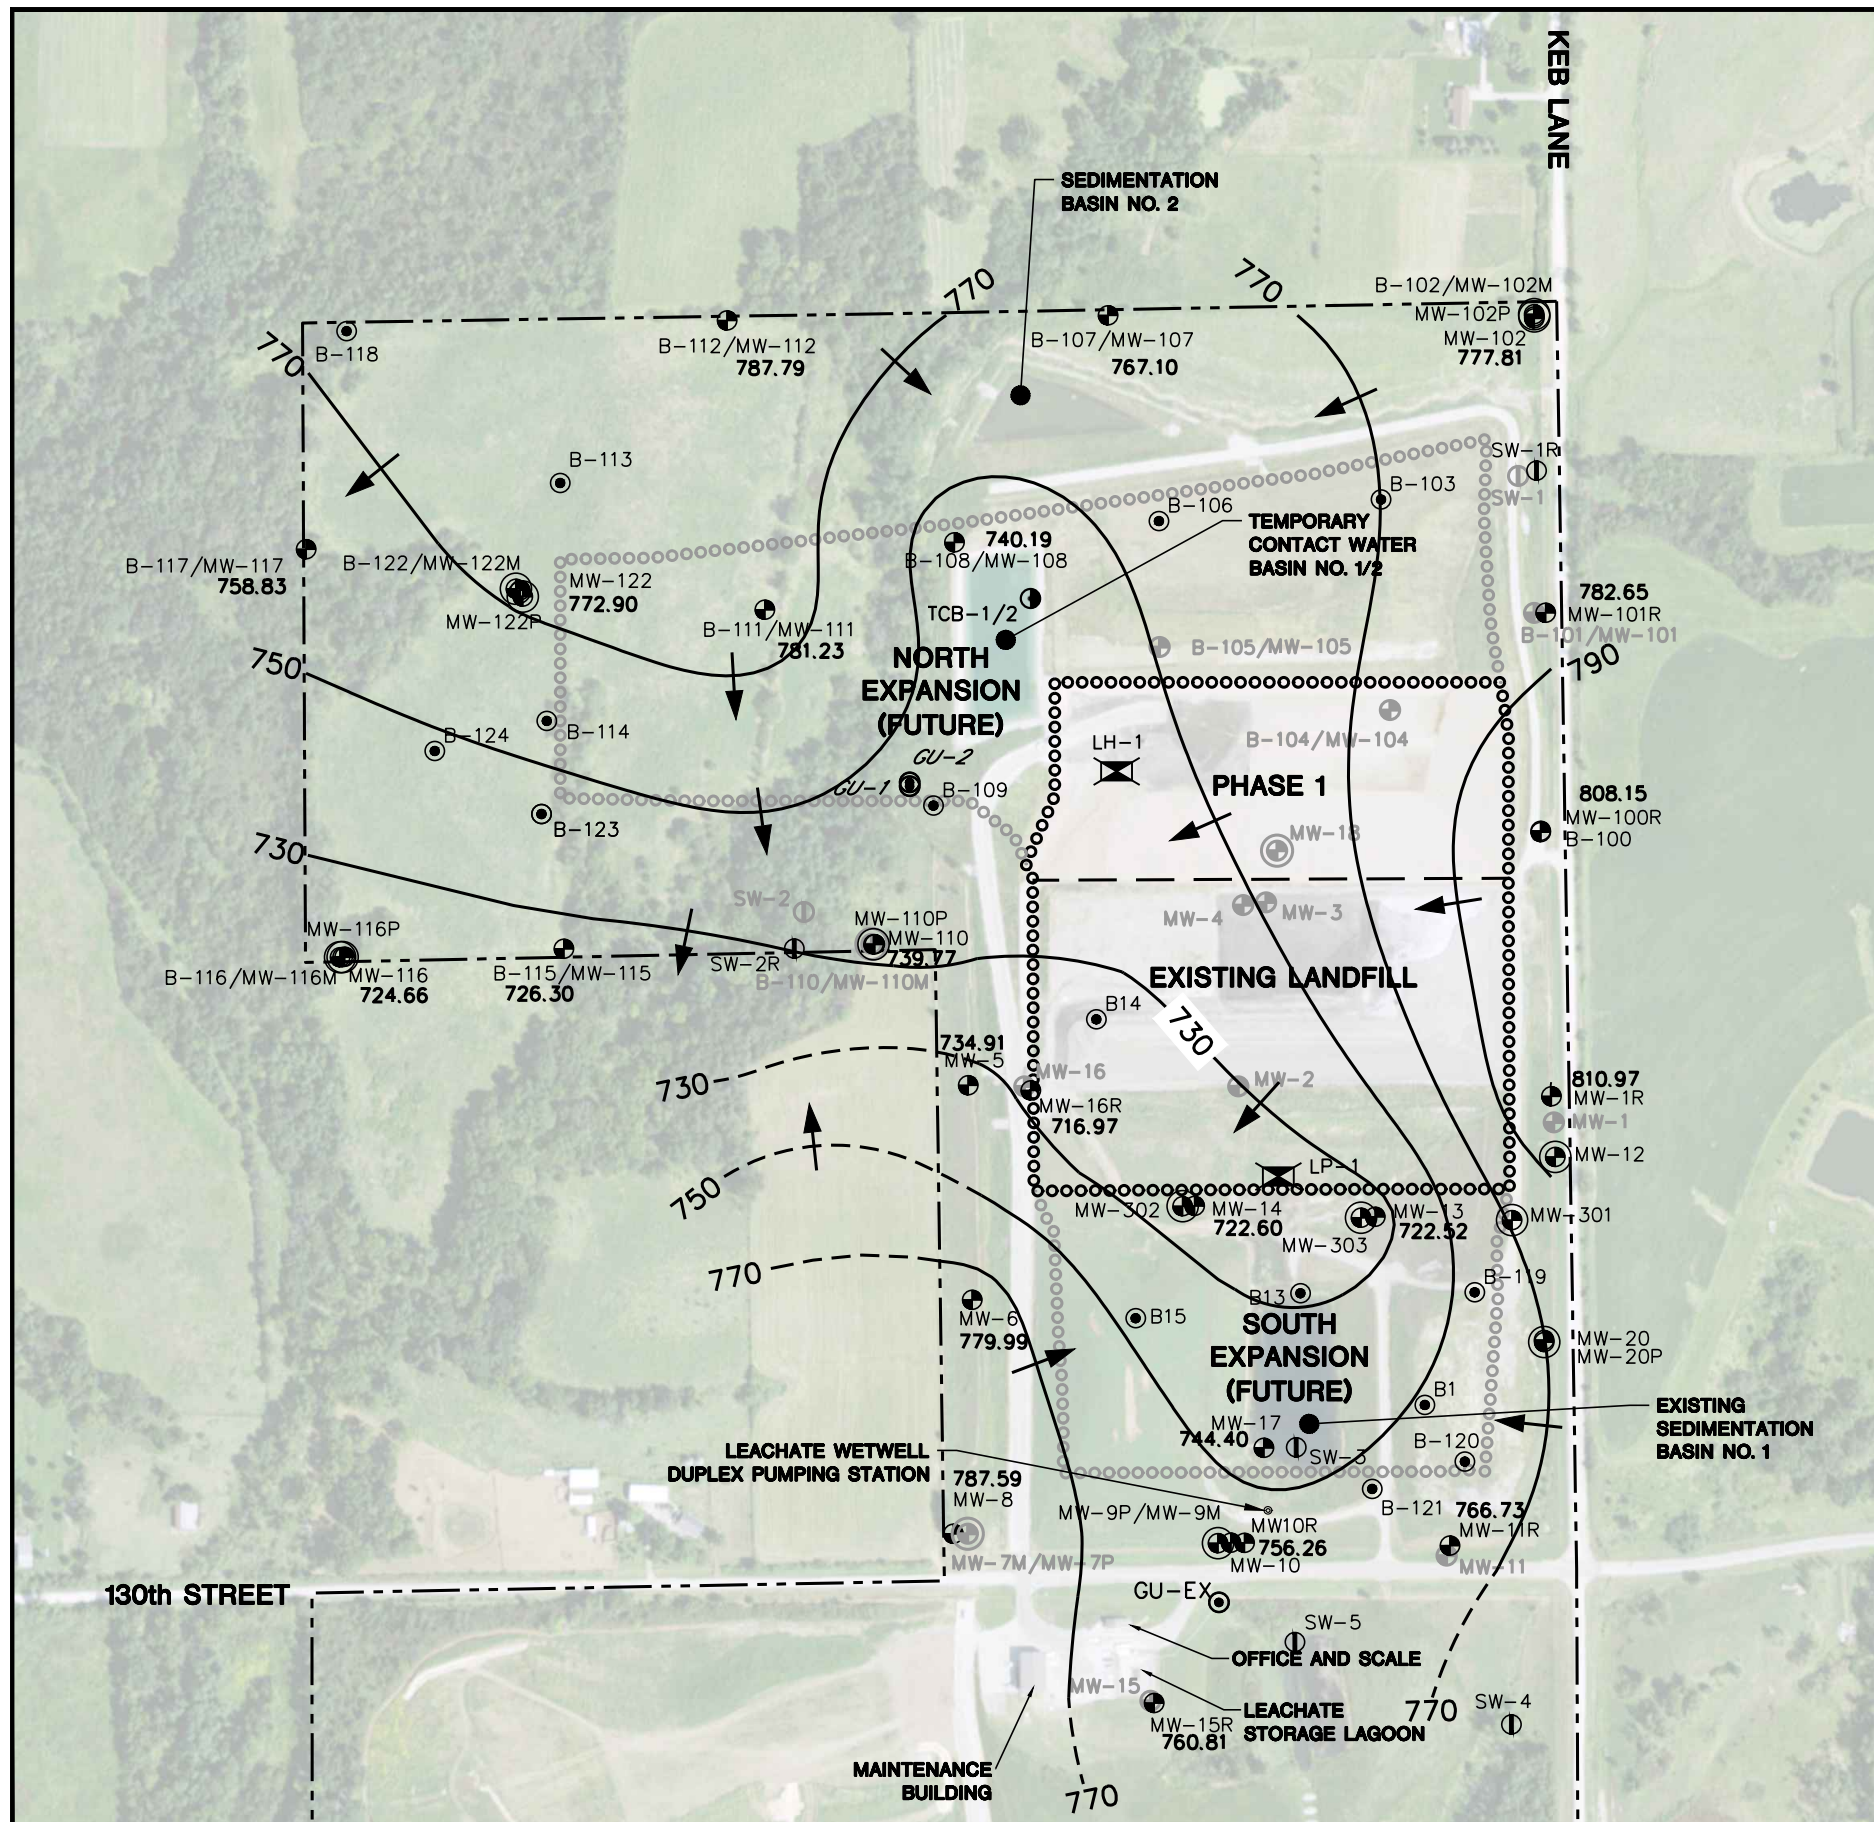 KEB LANE
SEDIMENTATION
BASIN NO. 2
770
770
B-102/MW-102M
MW-102P
MW-102
777.81
770
B-118
B-112/MW-112
787.79
B-107/MW-107
767.10
B-113
SW-1R
SW-1
B-103
B-106
TEMPORARY
CONTACT WATER
BASIN NO. 1/2
740.19
B-108/MW-108
B-117/MW-117
758.83
B-122/MW-122M
MW-122
772.90
MW-122P
TCB-1/2
782.65
MW-101R
B-101/MW-101
B-111/MW-111
781.23
B-105/MW-105
NORTH
EXPANSION
(FUTURE)
790
750
B-124
B-114
B-104/MW-104
LH-1
GU-2
GU-1
B-109
PHASE 1
808.15
MW-100R
B-100
B-123
730
MW-18
SW-2
MW-4
MW-3
MW-116P
B-116/MW-116M
MW-116
724.66
B-115/MW-115
726.30
SW-2R
MW-110P
MW-110
739.77
B-110/MW-110M
EXISTING LANDFILL
B14
730
734.91
MW-5
730
MW-16
MW-16R
716.97
MW-2
810.97
MW-1R
MW-1
MW-12
750
LP-1
MW-302
MW-14
722.60
MW-303
MW-13
722.52
MW-301
770
B-119
B13
B15
MW-6
779.99
SOUTH
EXPANSION
(FUTURE)
MW-20
MW-20P
B1
EXISTING
SEDIMENTATION
BASIN NO. 1
MW-17
744.40
SW-3
B-120
LEACHATE WETWELL
DUPLEX PUMPING STATION
787.59
MW-8
MW-7M/MW-7P
MW-9P/MW-9M
MW10R
756.26
MW-10
B-121
766.73
MW-11R
MW-11
130th STREET
GU-EX
SW-5
OFFICE AND SCALE
MW-15
MW-15R
760.81
LEACHATE
STORAGE LAGOON
770
SW-4
MAINTENANCE
BUILDING
770